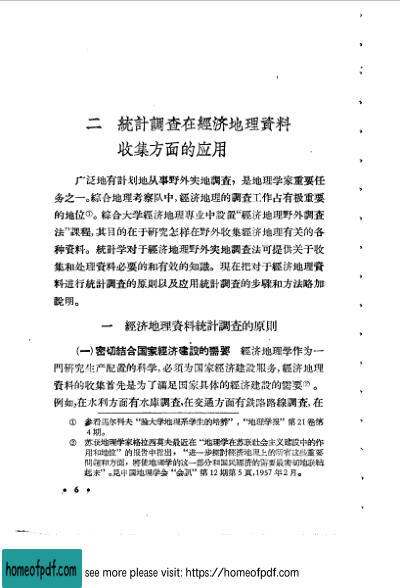 二　統計調查在經济地理資料
收集方面的应用
广泛地有計划地从事野外实地調查，是地理学家重要任
务之一。綜合地理考察队中，經济地理的調查工作占有极重要
的地位①。綜合大学經济地理專业中設置“經济地理野外調查
法”課程，其目的在于研究怎样在野外收集經济地理有关的各
种資料。統計学对于經济地理野外实地調查法可提供关于收
集和处理資料必要的和有效的知識。現在把对于經济地理資
料进行統計調查的原則以及应用統計調查的步驟和方法略加
說明。
一　經济地理資料統計調查的原則
(一)密切結合国家經济建設的需要　經济地理学作为一
門研究生产配置的科学，必須为国家經济建設服务，經济地理
資料的收集首先是为了滿足国家具体的經济建設的需要②。
例如，在水利方面有水庫調查，在交通方面有鉄路路線調查，在
①　参看馬尔科夫“論大学地理系学生的培养”，“地理学报”第21卷第
4期。
②　苏联地理学家格拉西莫夫最近在“地理学在苏联社会主义建設中的作
用和地位”的报告中指出，“进一步探討經济地理上的所有这些重要
問題和方面，將使地理学的这一部分和国民經济的需要最密切地联結
起来”。見中国地理学会“会訊”第12期第5頁，1957年2月。
• 6 •
homeofpdf.com
see more please visit: https://homeofpdf.com